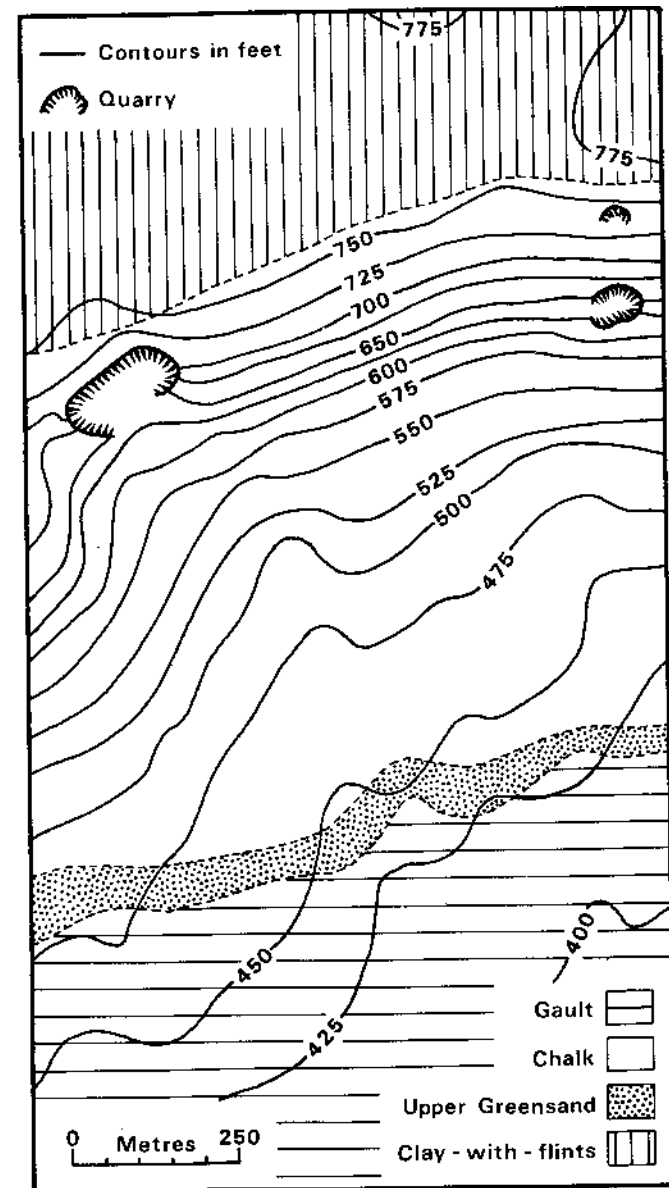 Contours in feet
Quarry
775
775
750
725
700
650
600
575
550
525
500
475
450
425
400
Gault
Chalk
Upper Greensand
Clay - with - flints
0 Metres 250